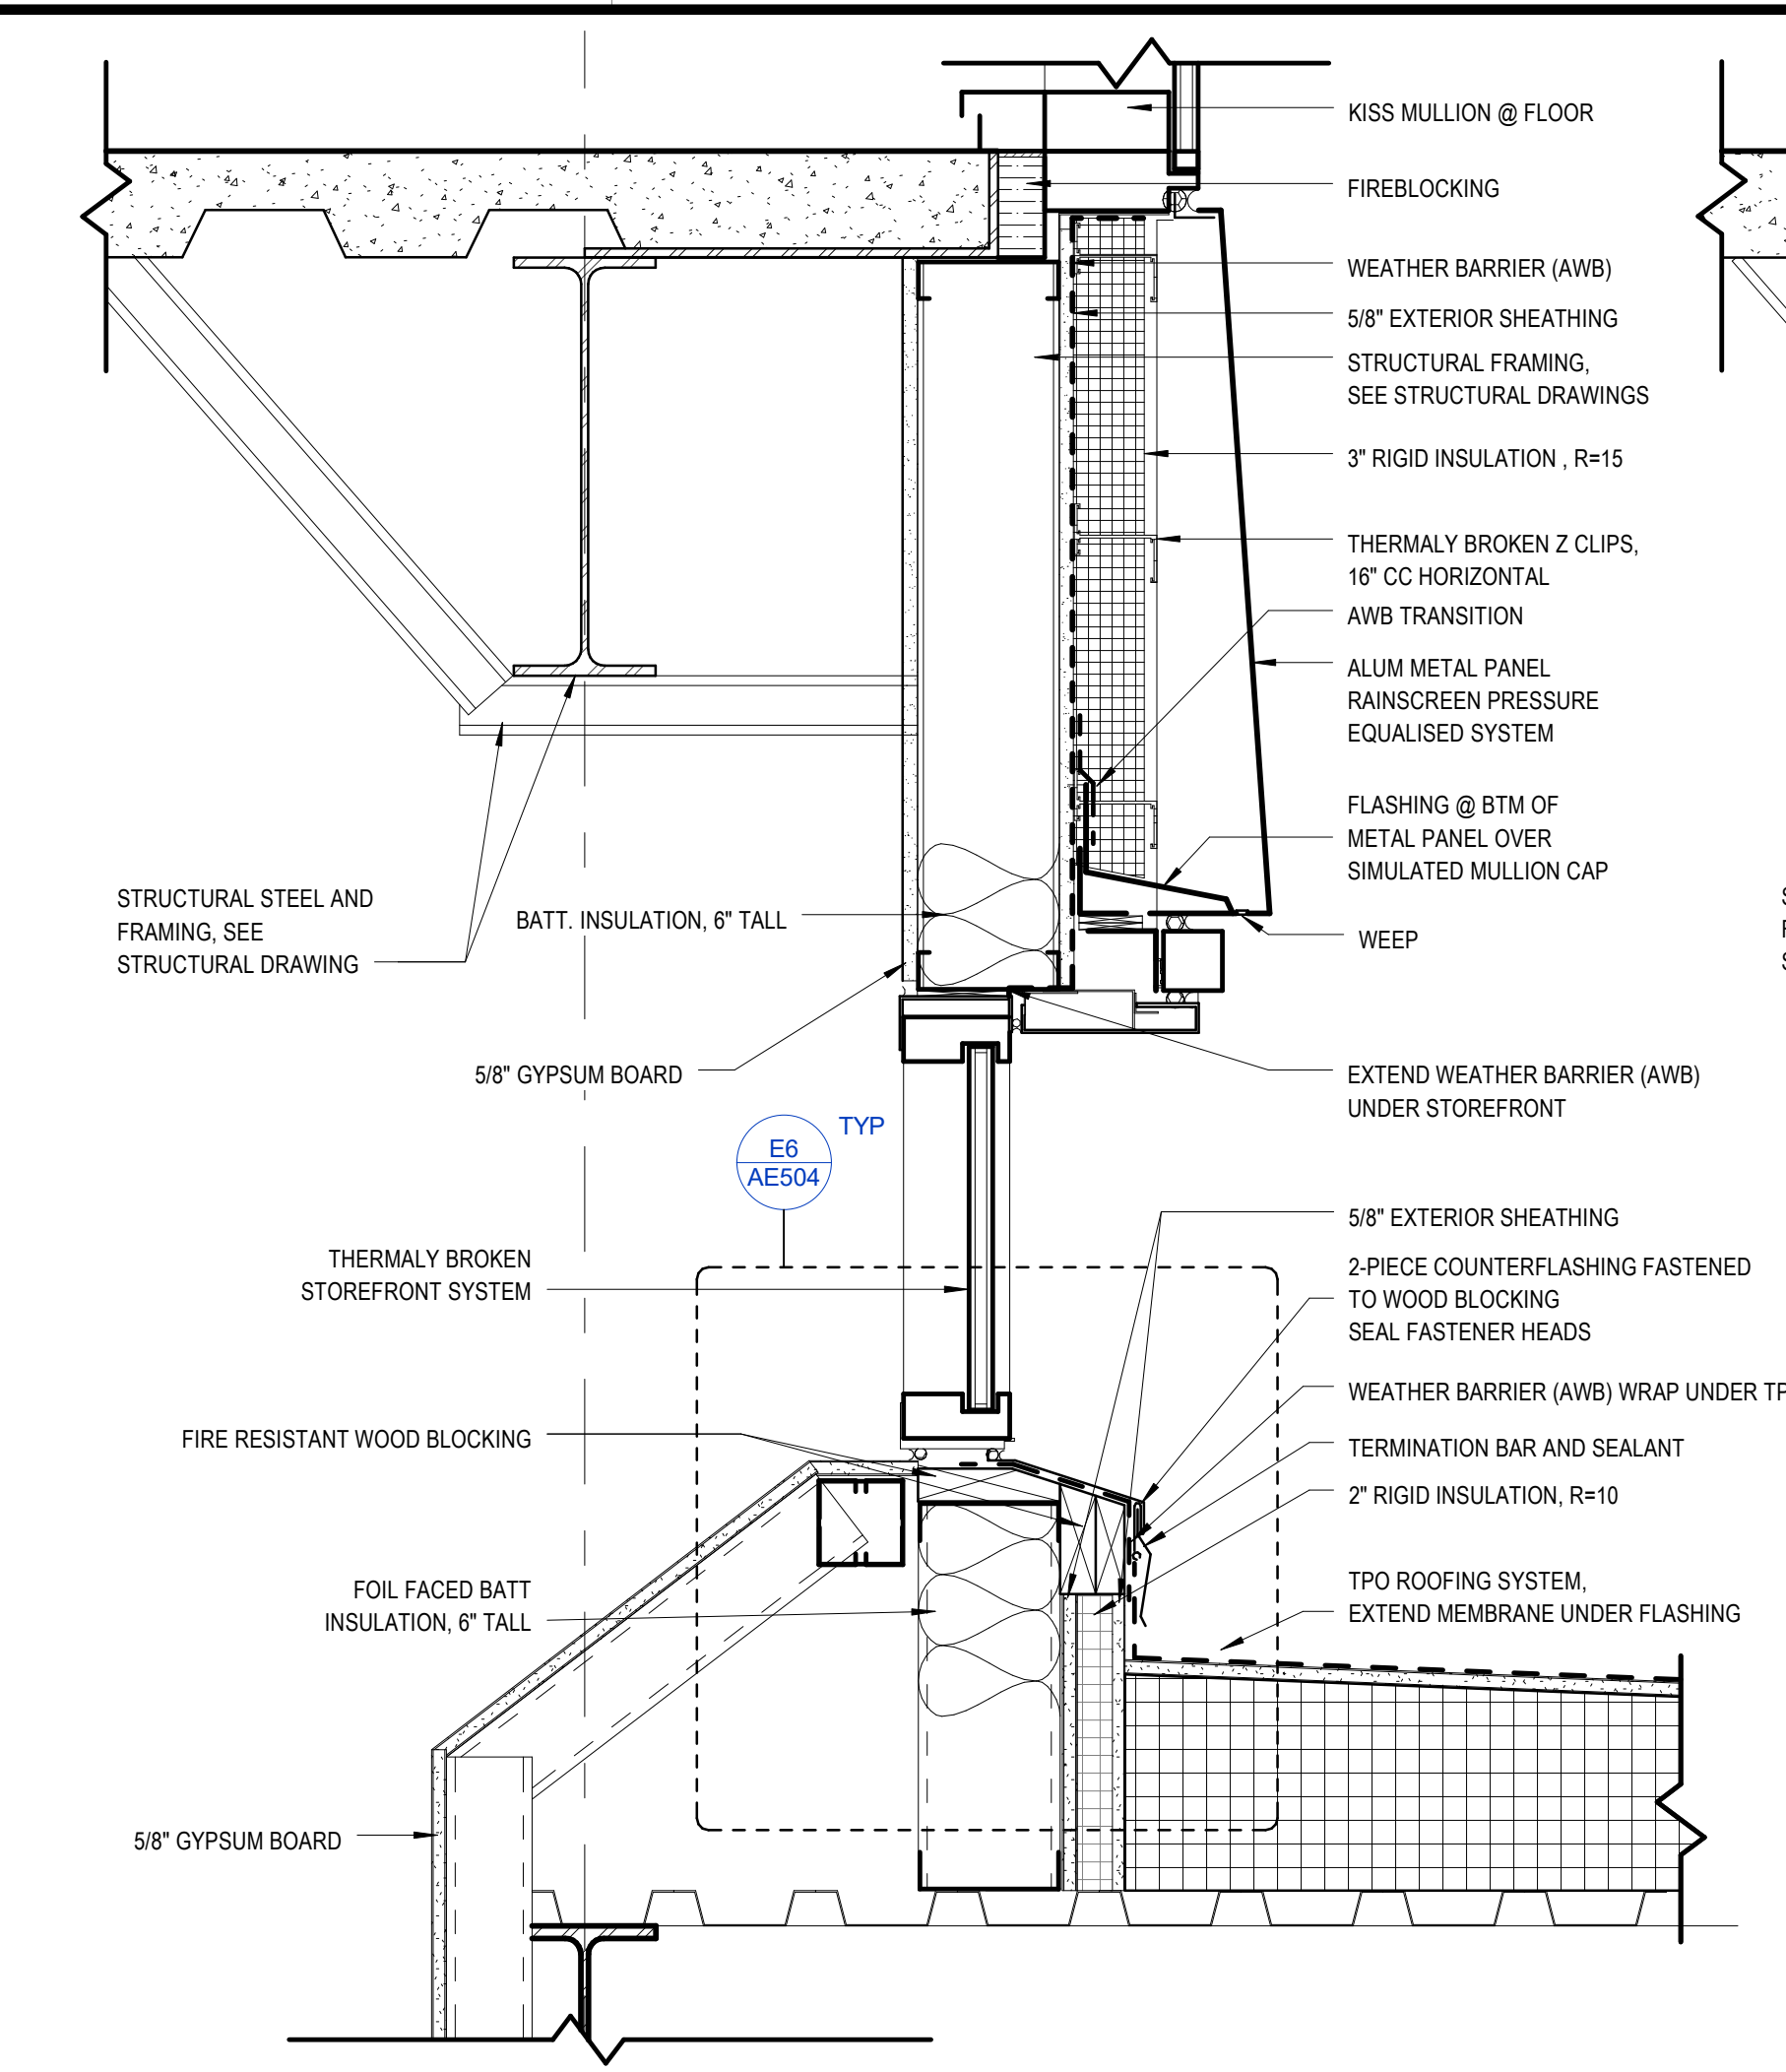 KISS MULLION @ FLOOR
FIREBLOCKING
WEATHER BARRIER (AWB)
5/8" EXTERIOR SHEATHING
STRUCTURAL FRAMING,
SEE STRUCTURAL DRAWINGS
3" RIGID INSULATION , R=15
THERMALY BROKEN Z CLIPS,
16" CC HORIZONTAL
AWB TRANSITION
ALUM METAL PANEL
RAINSCREEN PRESSURE
EQUALISED SYSTEM
FLASHING @ BTM OF
METAL PANEL OVER
SIMULATED MULLION CAP
WEEP
STRUCTURAL STEEL AND
FRAMING, SEE
STRUCTURAL DRAWING
BATT. INSULATION, 6" TALL
5/8" GYPSUM BOARD
EXTEND WEATHER BARRIER (AWB)
UNDER STOREFRONT
TYP
E6
AE504
THERMALY BROKEN
STOREFRONT SYSTEM
5/8" EXTERIOR SHEATHING
2-PIECE COUNTERFLASHING FASTENED
TO WOOD BLOCKING
SEAL FASTENER HEADS
WEATHER BARRIER (AWB) WRAP UNDER TP
FIRE RESISTANT WOOD BLOCKING
TERMINATION BAR AND SEALANT
2" RIGID INSULATION, R=10
FOIL FACED BATT
INSULATION, 6" TALL
TPO ROOFING SYSTEM,
EXTEND MEMBRANE UNDER FLASHING
5/8" GYPSUM BOARD